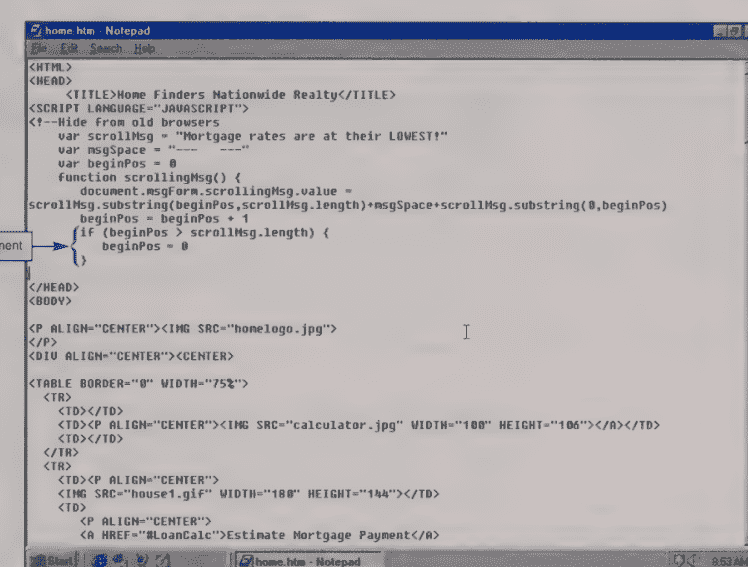 home.htm - Notepad
File Edit Search Help
<HTML>
<HEAD>
<TITLE>Home Finders Nationwide Realty</TITLE>
<SCRIPT LANGUAGE="JAVASCRIPT">
<!--Hide from old browsers
var scrollMsg = "Mortgage rates are at their LOWEST!"
var msgSpace = "---   ---"
var beginPos = 0
function scrollingMsg() {
document.msgForm.scrollingMsg.value =
scrollMsg.substring(beginPos,scrollMsg.length)+msgSpace+scrollMsg.substring(0,beginPos)
beginPos = beginPos + 1
if (beginPos > scrollMsg.length) {
nent
beginPos = 0
}
</HEAD>
<BODY>
<P ALIGN="CENTER"><IMG SRC="homelogo.jpg">
</P>
<DIV ALIGN="CENTER"><CENTER>
<TABLE BORDER="0" WIDTH="75%">
<TR>
<TD></TD>
<TD><P ALIGN="CENTER"><IMG SRC="calculator.jpg" WIDTH="100" HEIGHT="106"></A></TD>
<TD></TD>
</TR>
<TR>
<TD><P ALIGN="CENTER">
<IMG SRC="house1.gif" WIDTH="180" HEIGHT="144"></TD>
<TD>
<P ALIGN="CENTER">
<A HREF="#LoanCalc">Estimate Mortgage Payment</A>
Start home.htm - Notepad 8:53 AM